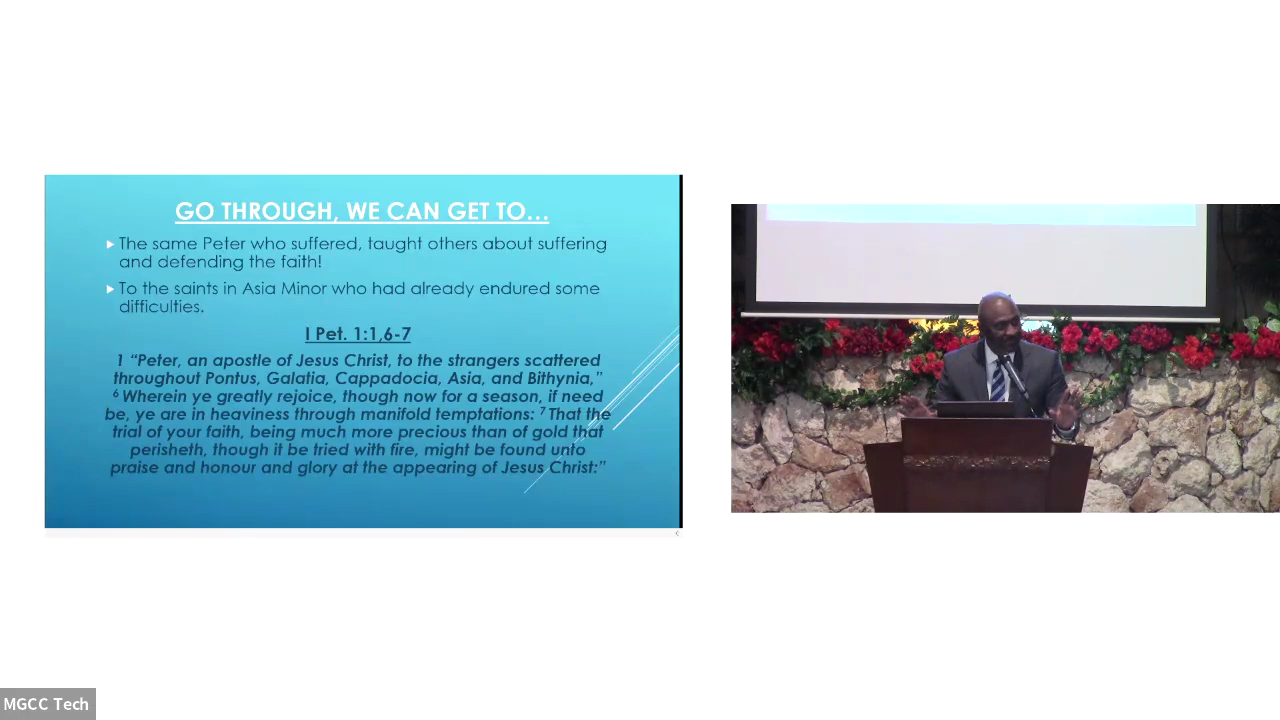 GO THROUGH, WE CAN GET TO…
The same Peter who suffered, taught others about suffering
and defending the faith!
To the saints in Asia Minor who had already endured some
difficulties.
I Pet. 1:1,6-7
1 “Peter, an apostle of Jesus Christ, to the strangers scattered
throughout Pontus, Galatia, Cappadocia, Asia, and Bithynia,”
6 Wherein ye greatly rejoice, though now for a season, if need
be, ye are in heaviness through manifold temptations: 7 That the
trial of your faith, being much more precious than of gold that
perisheth, though it be tried with fire, might be found unto
praise and honour and glory at the appearing of Jesus Christ:”
MGCC Tech